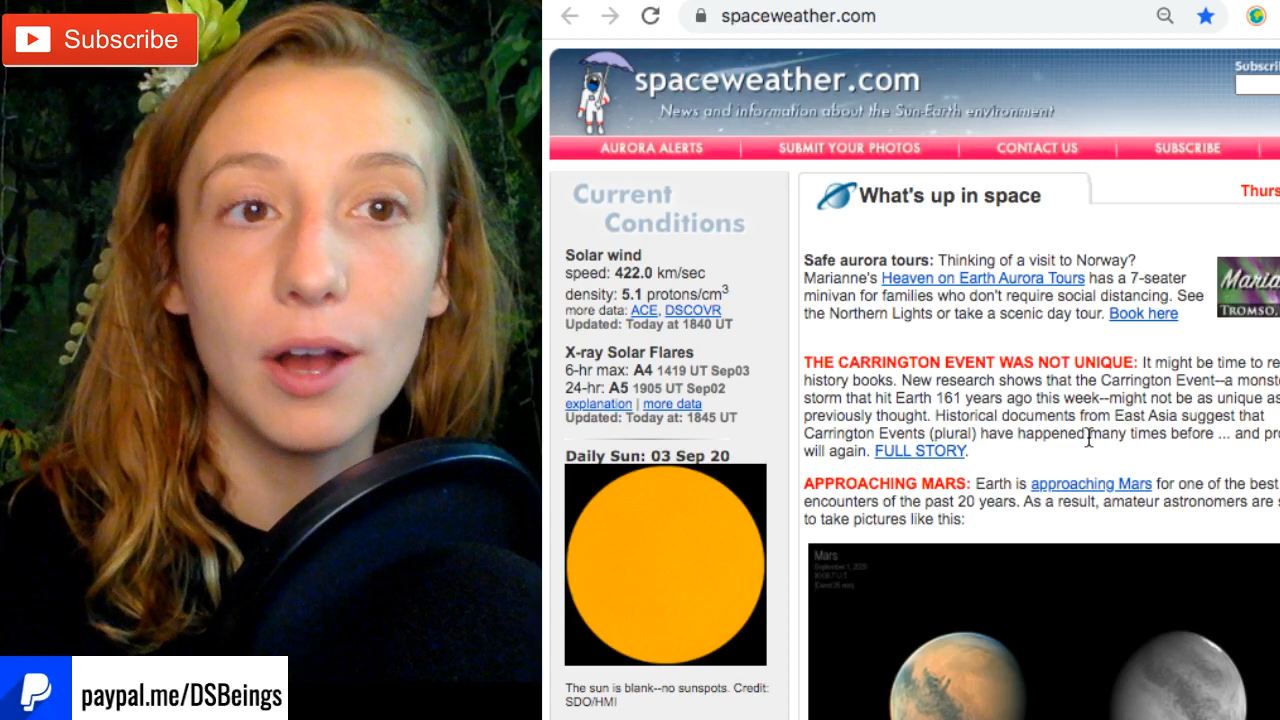 Subscribe
paypal.me/DSBeings
spaceweather.com
spaceweather.com
News and information about the Sun-Earth environment
Subscri
AURORA ALERTS
SUBMIT YOUR PHOTOS
CONTACT US
SUBSCRIBE
Current
Conditions
Solar wind
speed: 422.0 km/sec
density: 5.1 protons/cm3
more data: ACE, DSCOVR
Updated: Today at 1840 UT
X-ray Solar Flares
6-hr max: A4 1419 UT Sep03
24-hr: A5 1905 UT Sep02
explanation | more data
Updated: Today at: 1845 UT
Daily Sun: 03 Sep 20
The sun is blank--no sunspots. Credit:
SDO/HMI
What's up in space
Thurs
Safe aurora tours: Thinking of a visit to Norway?
Marianne's Heaven on Earth Aurora Tours has a 7-seater
minivan for families who don't require social distancing. See
the Northern Lights or take a scenic day tour. Book here
Maria
TROMSO,
THE CARRINGTON EVENT WAS NOT UNIQUE: It might be time to re
history books. New research shows that the Carrington Event--a monst
storm that hit Earth 161 years ago this week--might not be as unique as
previously thought. Historical documents from East Asia suggest that
Carrington Events (plural) have happened many times before ... and pro
will again. FULL STORY.
APPROACHING MARS: Earth is approaching Mars for one of the best
encounters of the past 20 years. As a result, amateur astronomers are
to take pictures like this:
Mars
September 1, 2020